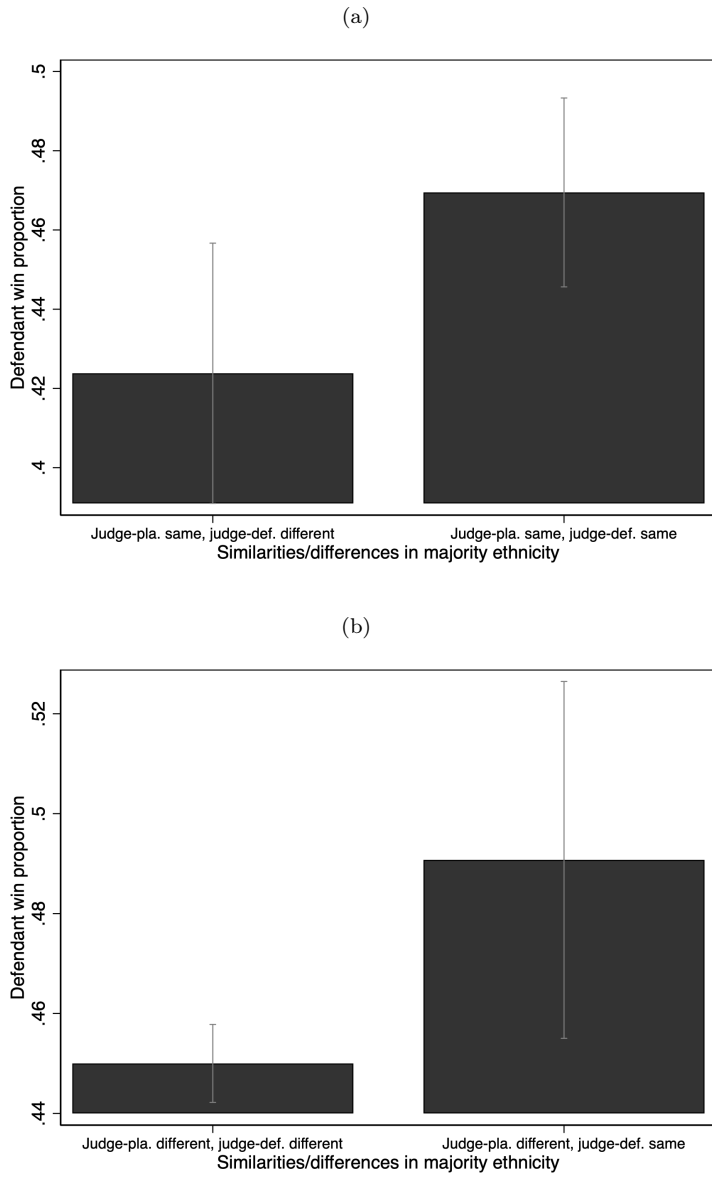 (a)
Defendant win proportion
.5
.48
.46
.44
.42
.4
Judge-pla. same, judge-def. different
Judge-pla. same, judge-def. same
Similarities/differences in majority ethnicity
(b)
Defendant win proportion
.52
.5
.48
.46
.44
Judge-pla. different, judge-def. different
Judge-pla. different, judge-def. same
Similarities/differences in majority ethnicity